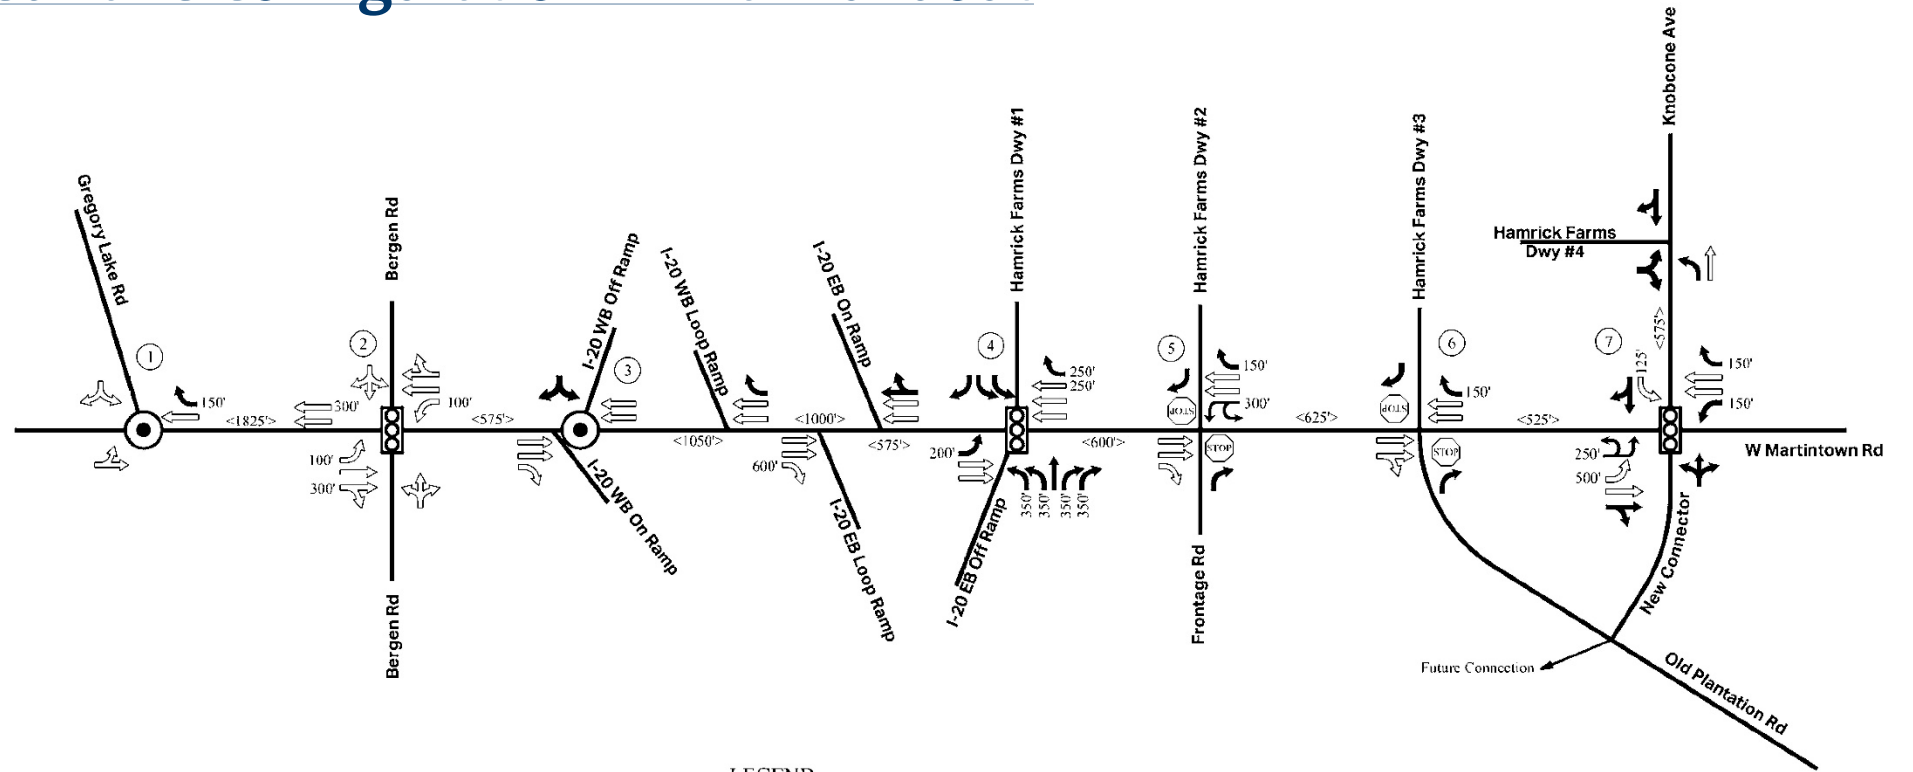 Knobcone Ave
Hamrick Farms Dwy #1
Hamrick Farms Dwy #2
Hamrick Farms Dwy #3
Gregory Lake Rd
Bergen Rd
I-20 WB Off Ramp
I-20 WB Loop Ramp
I-20 EB On Ramp
Hamrick Farms
Dwy #4
<575'>
1
2
3
4
5
6
7
150'
<1825'>
300'
100'
<575'>
<1050'>
<1000'>
<575'>
250'
250'
<600'>
150'
300'
<625'>
150'
<525'>
125'
150'
150'
W Martintown Rd
100'
300'
600'
200'
350'
350'
350'
350'
STOP
STOP
STOP
STOP
250'
500'
I-20 WB On Ramp
I-20 EB Loop Ramp
I-20 EB Off Ramp
Bergen Rd
Frontage Rd
New Connector
Future Connection
Old Plantation Rd